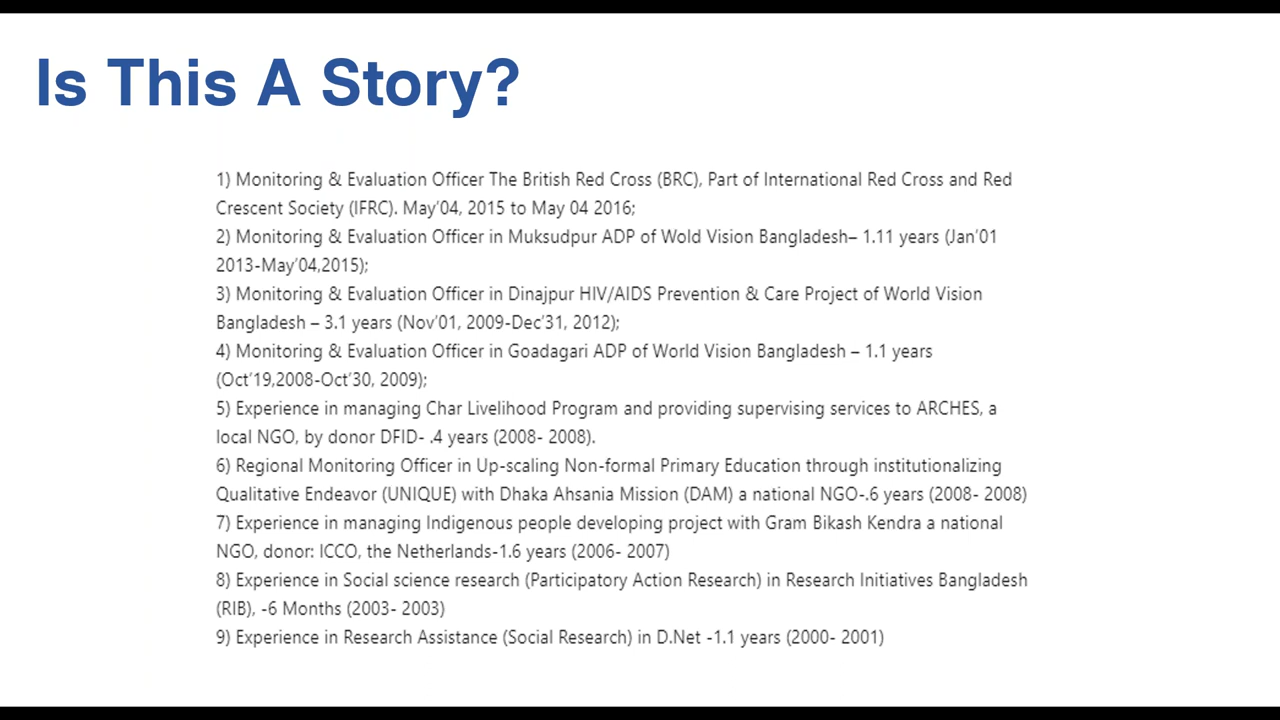 Is This A Story?
1) Monitoring & Evaluation Officer The British Red Cross (BRC), Part of International Red Cross and Red
Crescent Society (IFRC). May’04, 2015 to May 04 2016;
2) Monitoring & Evaluation Officer in Muksudpur ADP of Wold Vision Bangladesh– 1.11 years (Jan’01
2013-May’04,2015);
3) Monitoring & Evaluation Officer in Dinajpur HIV/AIDS Prevention & Care Project of World Vision
Bangladesh – 3.1 years (Nov’01, 2009-Dec’31, 2012);
4) Monitoring & Evaluation Officer in Goadagari ADP of World Vision Bangladesh – 1.1 years
(Oct’19,2008-Oct’30, 2009);
5) Experience in managing Char Livelihood Program and providing supervising services to ARCHES, a
local NGO, by donor DFID- .4 years (2008- 2008).
6) Regional Monitoring Officer in Up-scaling Non-formal Primary Education through institutionalizing
Qualitative Endeavor (UNIQUE) with Dhaka Ahsania Mission (DAM) a national NGO-.6 years (2008- 2008)
7) Experience in managing Indigenous people developing project with Gram Bikash Kendra a national
NGO, donor: ICCO, the Netherlands-1.6 years (2006- 2007)
8) Experience in Social science research (Participatory Action Research) in Research Initiatives Bangladesh
(RIB), -6 Months (2003- 2003)
9) Experience in Research Assistance (Social Research) in D.Net -1.1 years (2000- 2001)